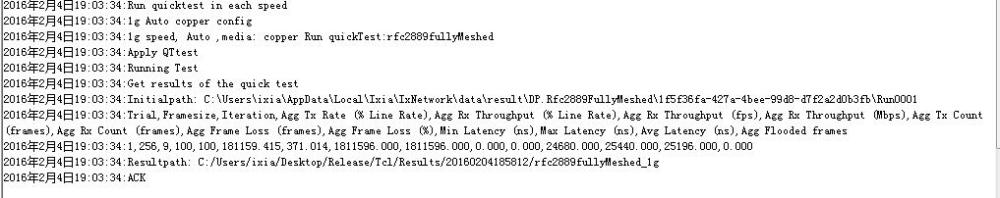 2016年2月4日19:03:34:Run quicktest in each speed
2016年2月4日19:03:34:1g Auto copper config
2016年2月4日19:03:34:1g speed, Auto ,media: copper Run quickTest:rfc2889fullyMeshed
2016年2月4日19:03:34:Apply QTtest
2016年2月4日19:03:34:Running Test
2016年2月4日19:03:34:Get results of the quick test
2016年2月4日19:03:34:Initialpath: C:\Users\ixia\AppData\Local\Ixia\IxNetwork\data\result\DP.Rfc2889FullyMeshed\1f5f36fa-427a-4bee-99d8-d7f2a2d0b3fb\Run0001
2016年2月4日19:03:34:Trial,Framesize,Iteration,Agg Tx Rate (% Line Rate),Agg Rx Throughput (% Line Rate),Agg Rx Throughput (fps),Agg Rx Throughput (Mbps),Agg Tx Count
(frames),Agg Rx Count (frames),Agg Frame Loss (frames),Agg Frame Loss (%),Min Latency (ns),Max Latency (ns),Avg Latency (ns),Agg Flooded frames
2016年2月4日19:03:34:1,256,9,100,100,181159.415,371.014,1811596.000,1811596.000,0.000,0.000,24680.000,25440.000,25196.000,0.000
2016年2月4日19:03:34:Resultpath: C:/Users/ixia/Desktop/Release/Tcl/Results/20160204185812/rfc2889fullyMeshed_1g
2016年2月4日19:03:34:ACK